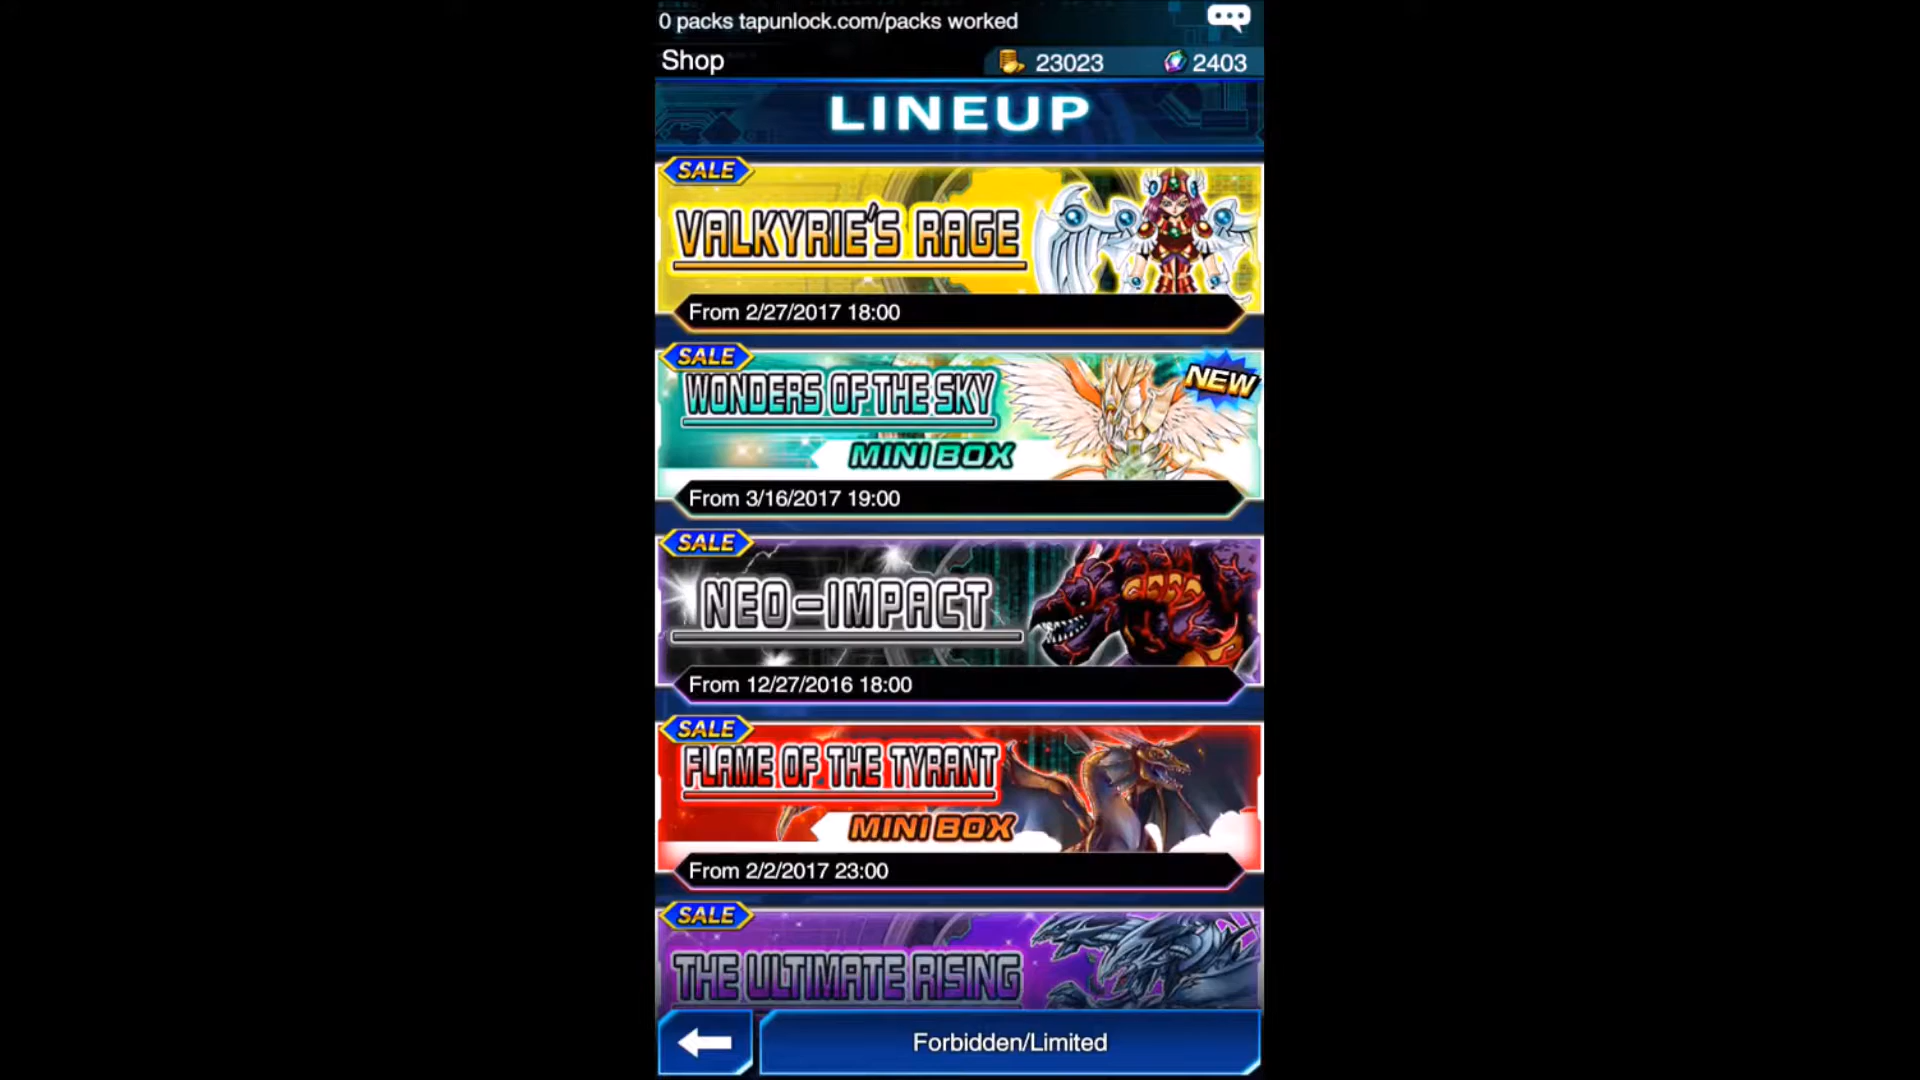 0 packs tapunlock.com/packs worked
Shop
23023
2403
LINEUP
SALE
VALKYRIE'S RAGE
From 2/27/2017 18:00
SALE
WONDERS OF THE SKY
NEW
MINI BOX
From 3/16/2017 19:00
SALE
NEO-IMPACT
From 12/27/2016 18:00
SALE
FLAME OF THE TYRANT
MINI BOX
From 2/2/2017 23:00
SALE
THE ULTIMATE RISING
Forbidden/Limited